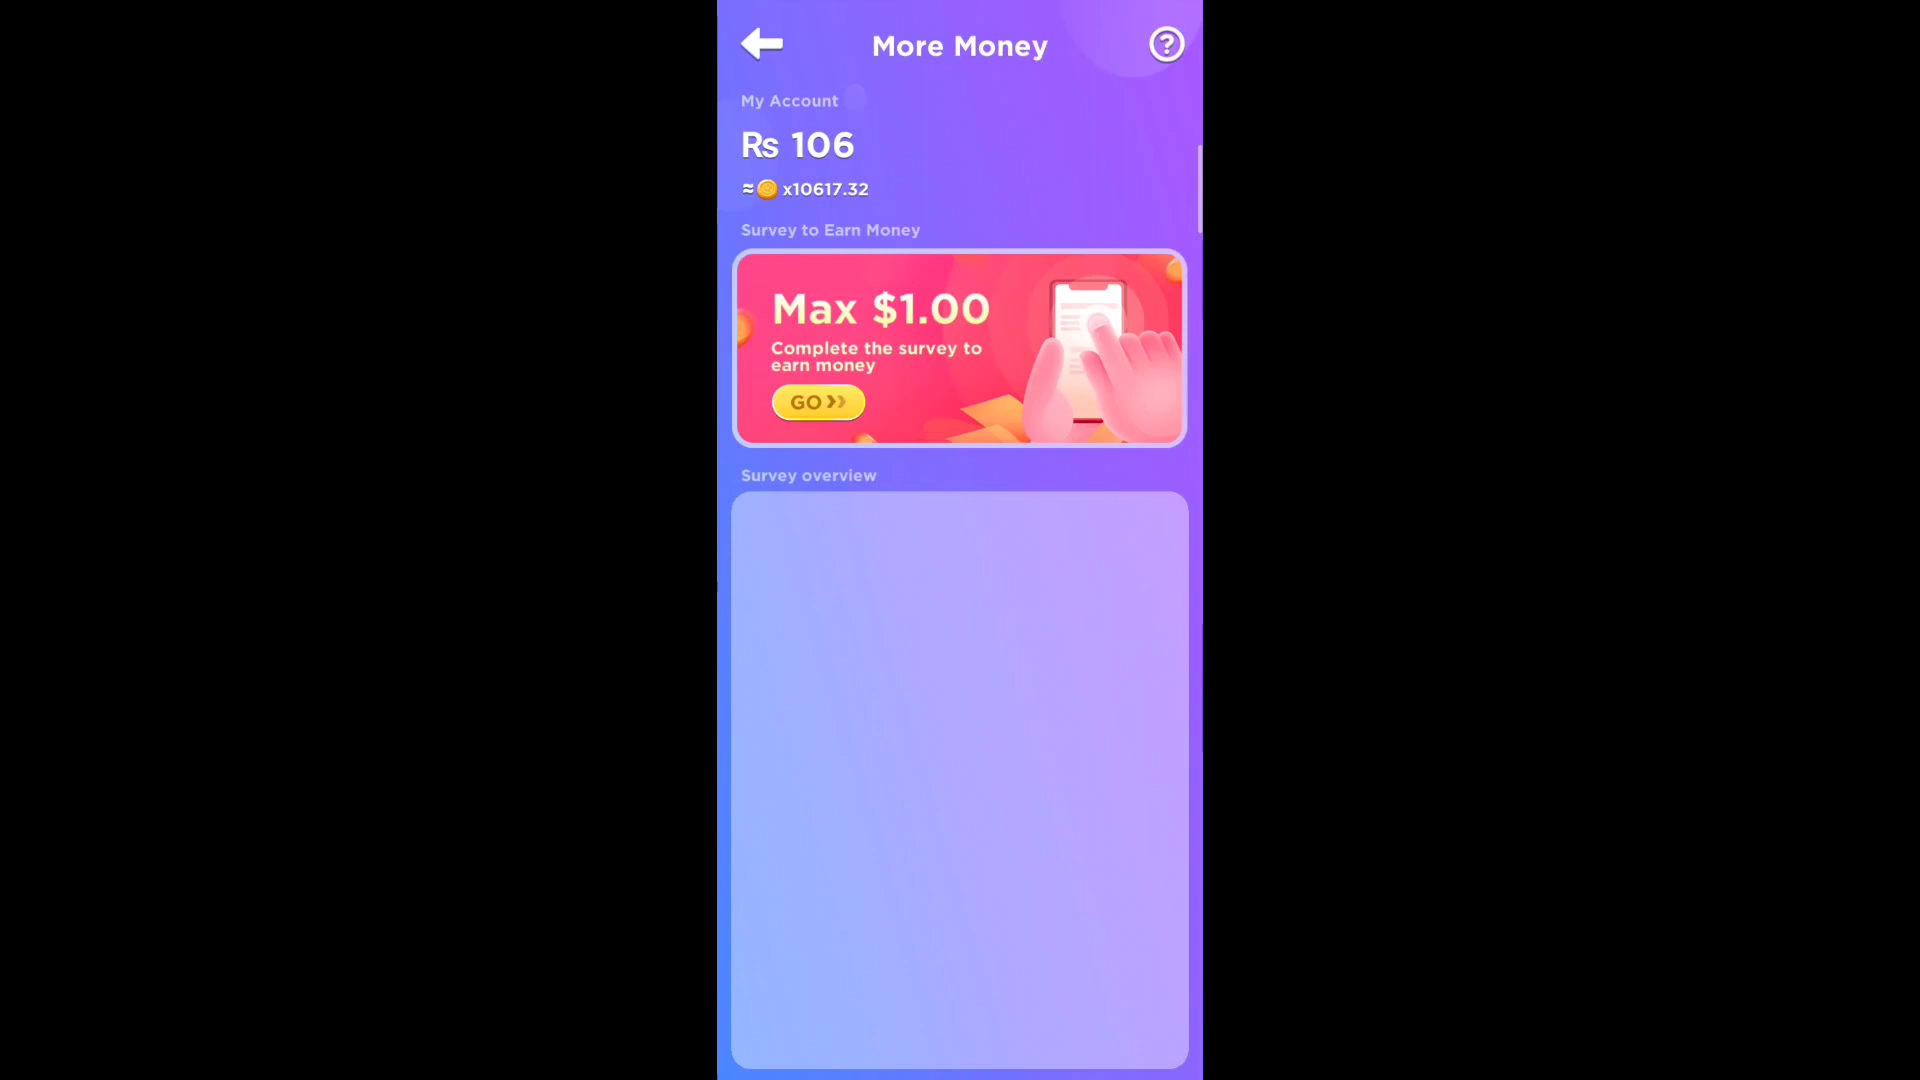 More Money
?
My Account
Rs 106
≈ x10617.32
Survey to Earn Money
Max $1.00
Complete the survey to
earn money
GO
Survey overview